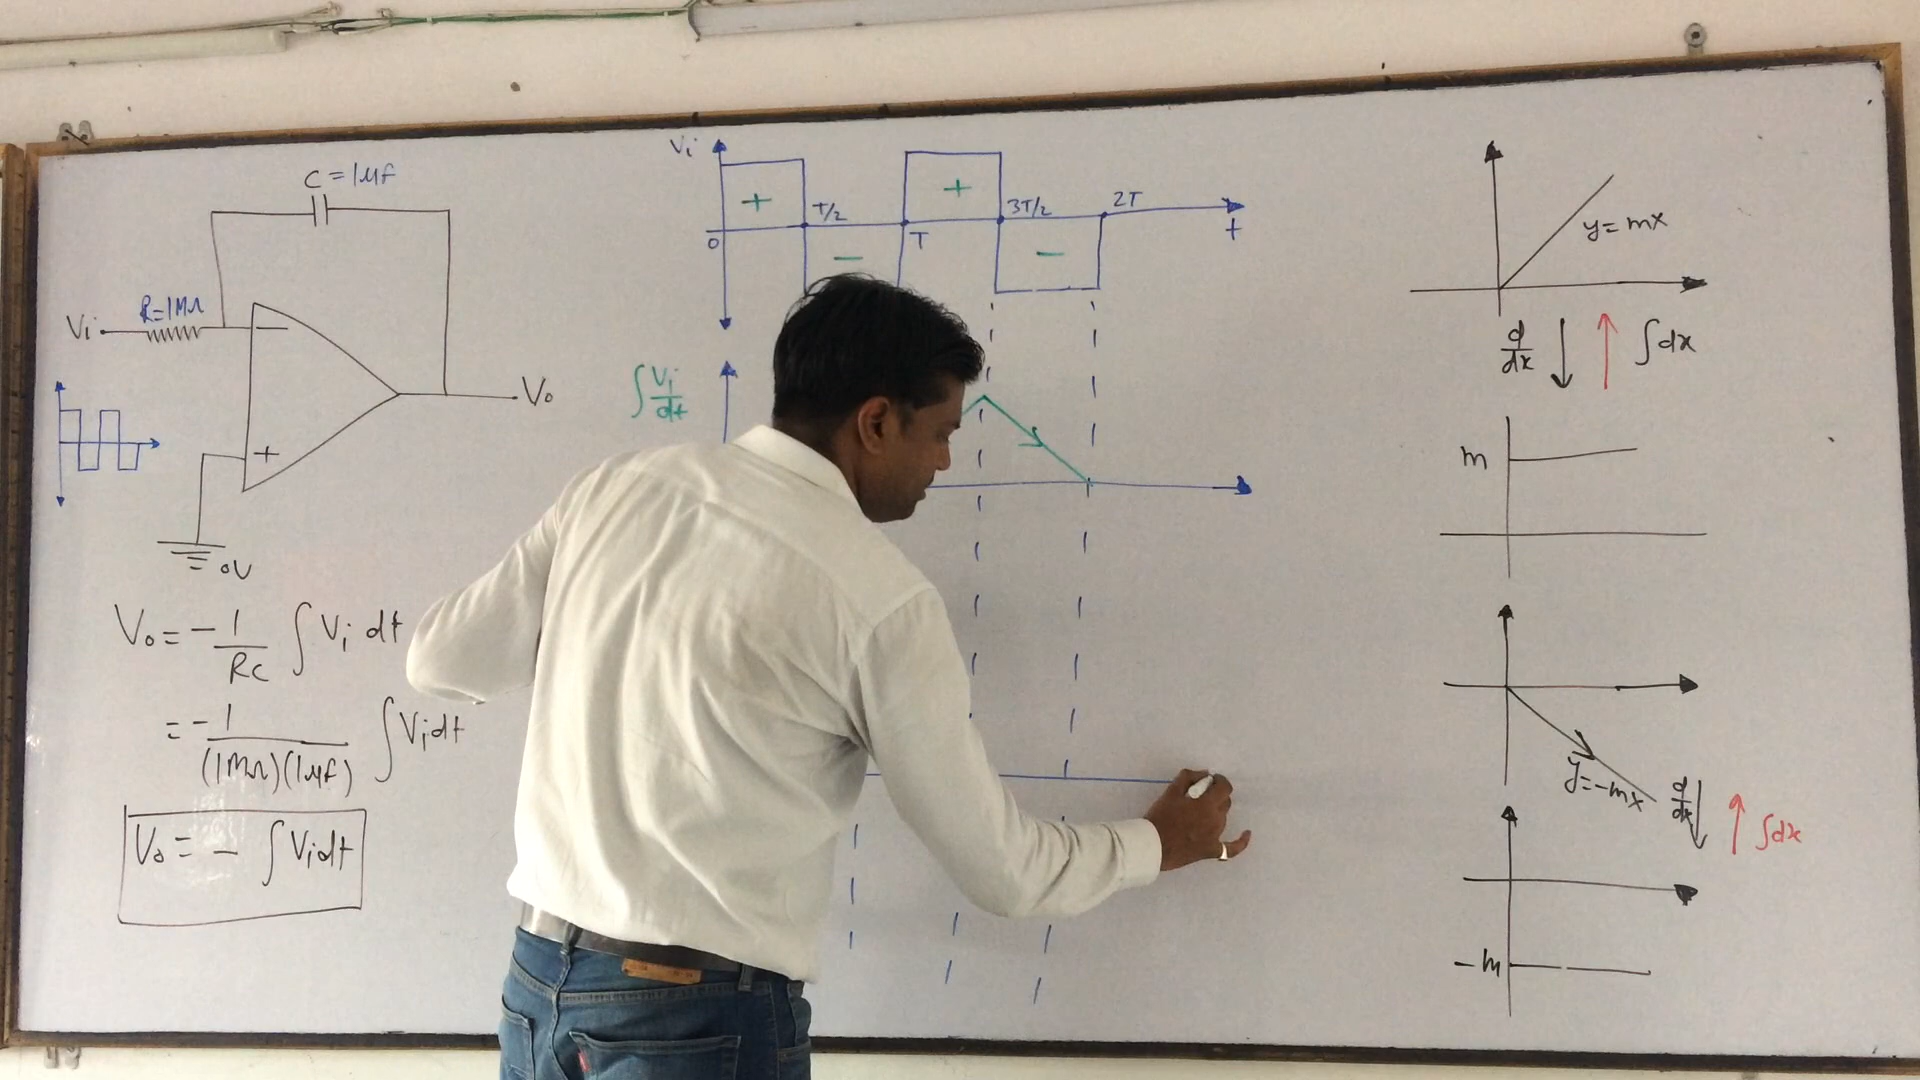 C = 1μf
R=1MΩ
Vi
−
+
Vo
0V
Vo = - 1/RC ∫ Vi dt
= - 1/(1MΩ)(1μf) ∫ Vi dt
Vo = - ∫ Vi dt
Vi
+
+
0
T/2
T
3T/2
2T
t
−
−
∫ Vi/dt
y = mx
d/dx
∫dx
m
y = -mx
d/dx
∫dx
-m